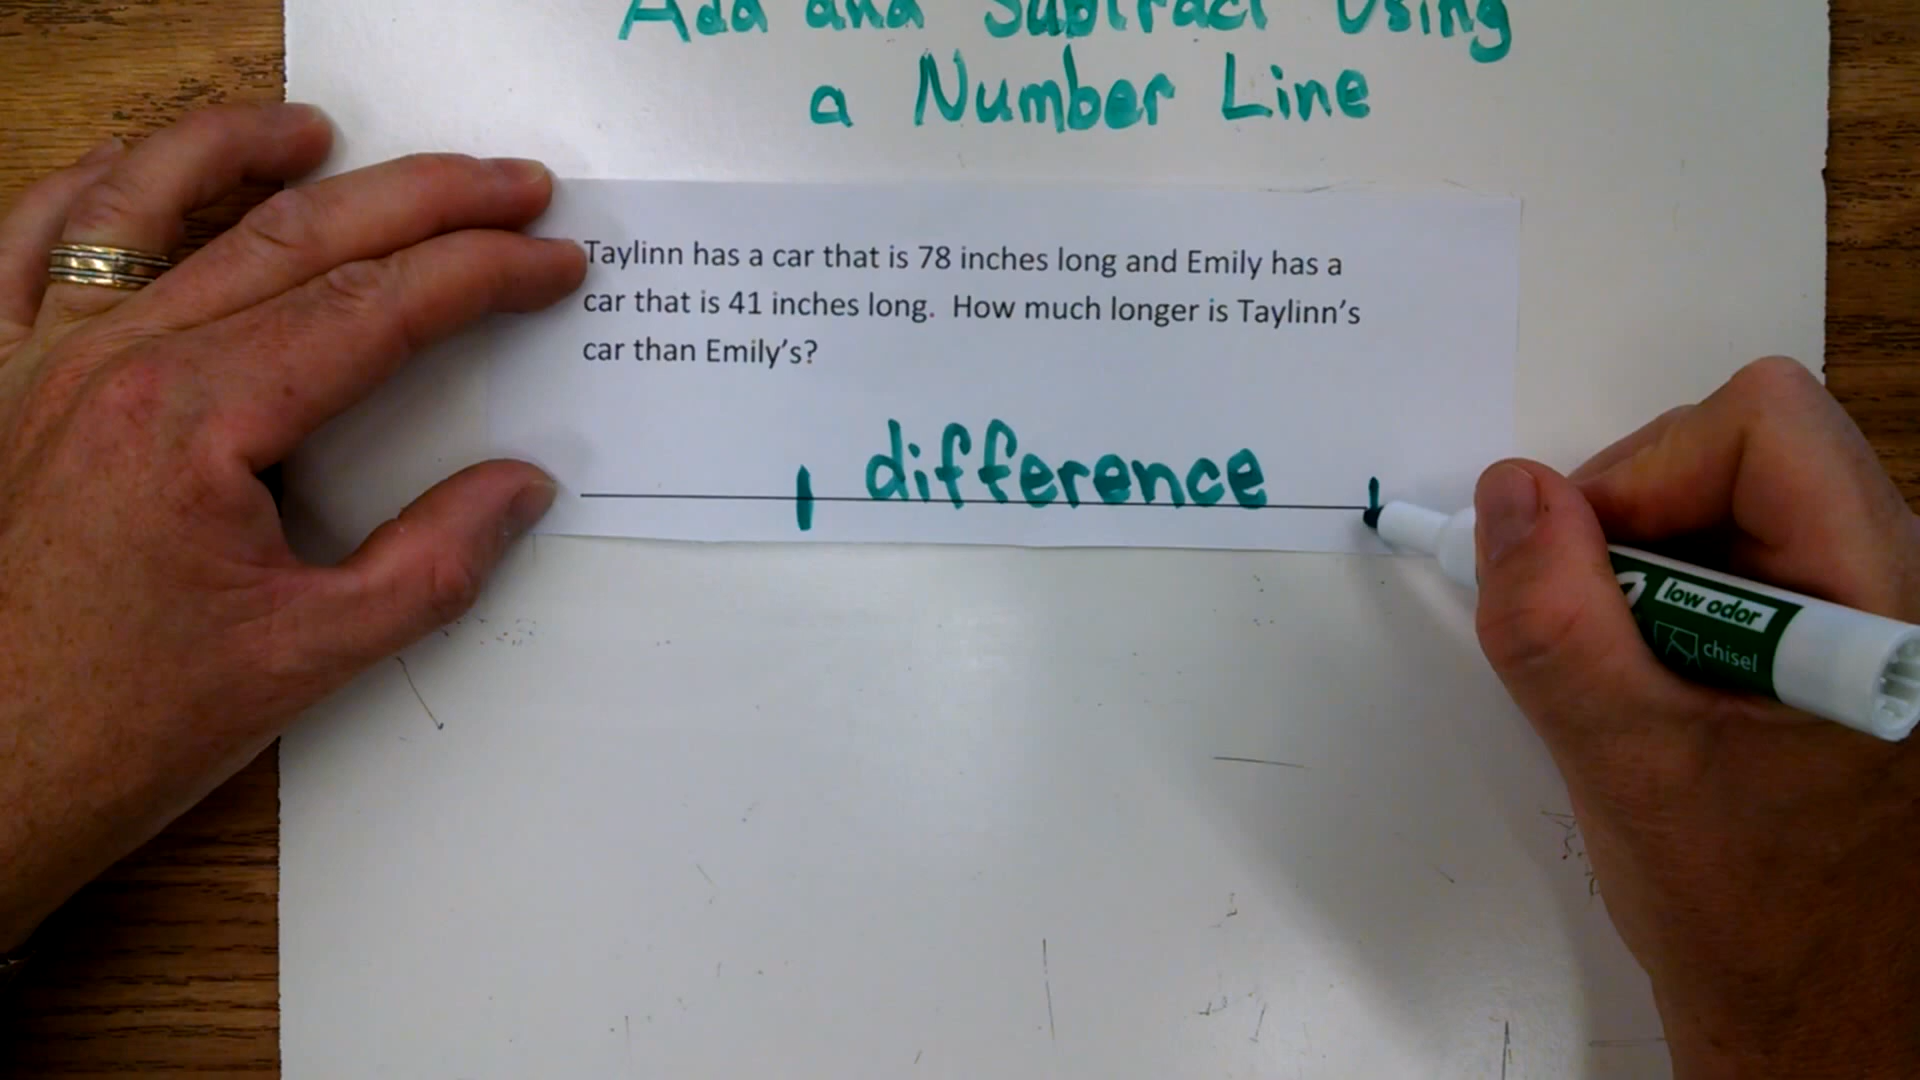 Add and Subtract Using
a Number Line
Taylinn has a car that is 78 inches long and Emily has a
car that is 41 inches long.  How much longer is Taylinn's
car than Emily's?
difference
low odor
chisel